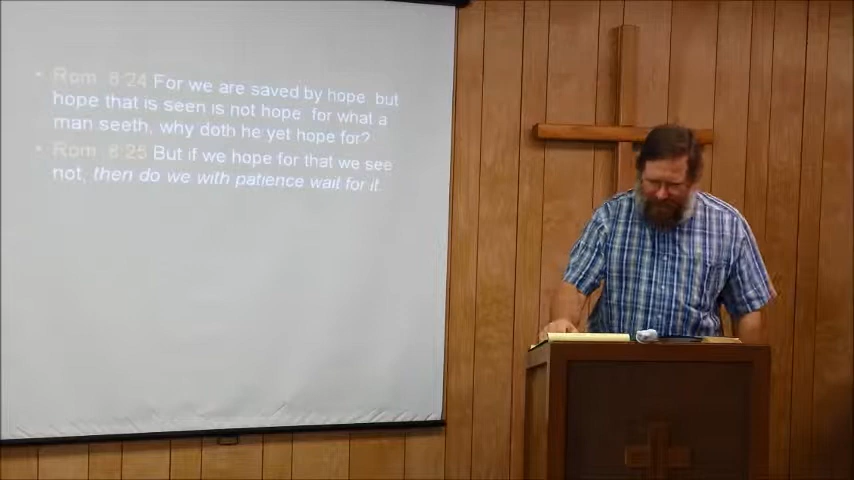 • Rom 8:24 For we are saved by hope but
hope that is seen is not hope for what a
man seeth, why doth he yet hope for?
• Rom 8:25 But if we hope for that we see
not, then do we with patience wait for it.